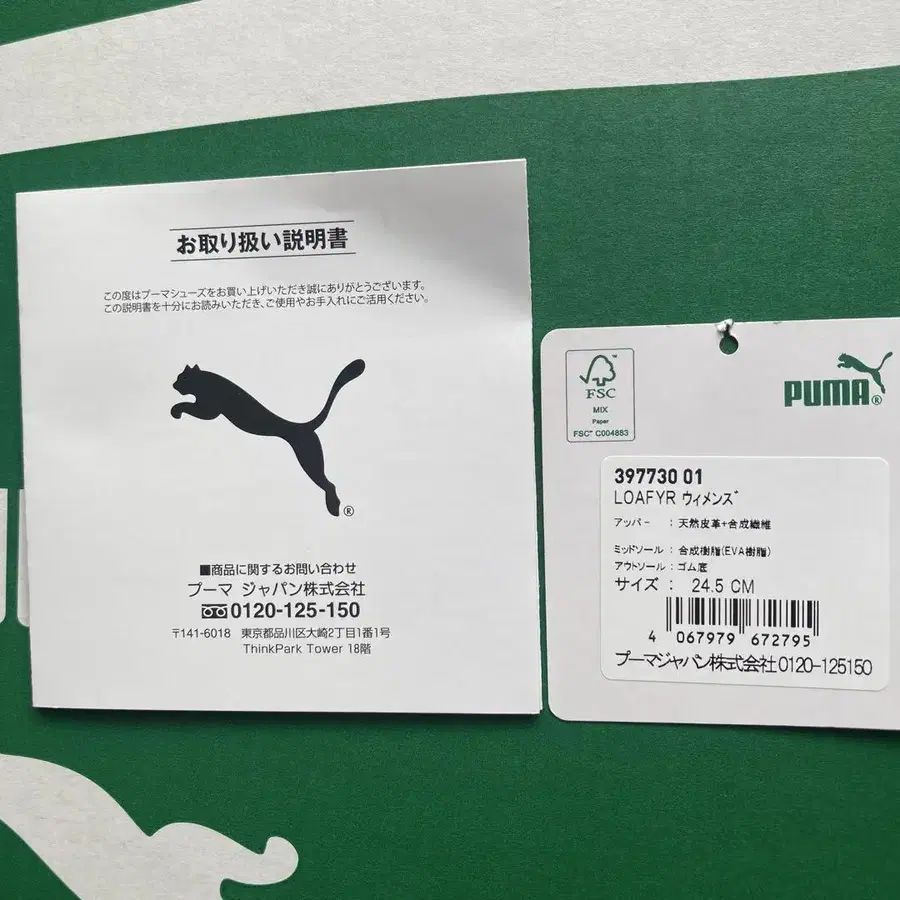 お取り扱い説明書
この度はプーマシューズをお買い上げいただき誠にありがとうございます。
この説明書を十分にお読みいただき、ご使用やお手入れにご活用ください。
®
■商品に関するお問い合わせ
プーマ ジャパン株式会社
0120-125-150
〒141-6018 東京都品川区大崎2丁目1番1号
ThinkPark Tower 18階
FSC
™
MIX
Paper
FSC™ C004883
PUMA®
397730 01
LOAFYR ウィメンズ
アッパー : 天然皮革+合成繊維
ミッドソール : 合成樹脂(EVA樹脂)
アウトソール : ゴム底
サイズ : 24.5 CM
4 067979 672795
プーマジャパン株式会社 0120-125150